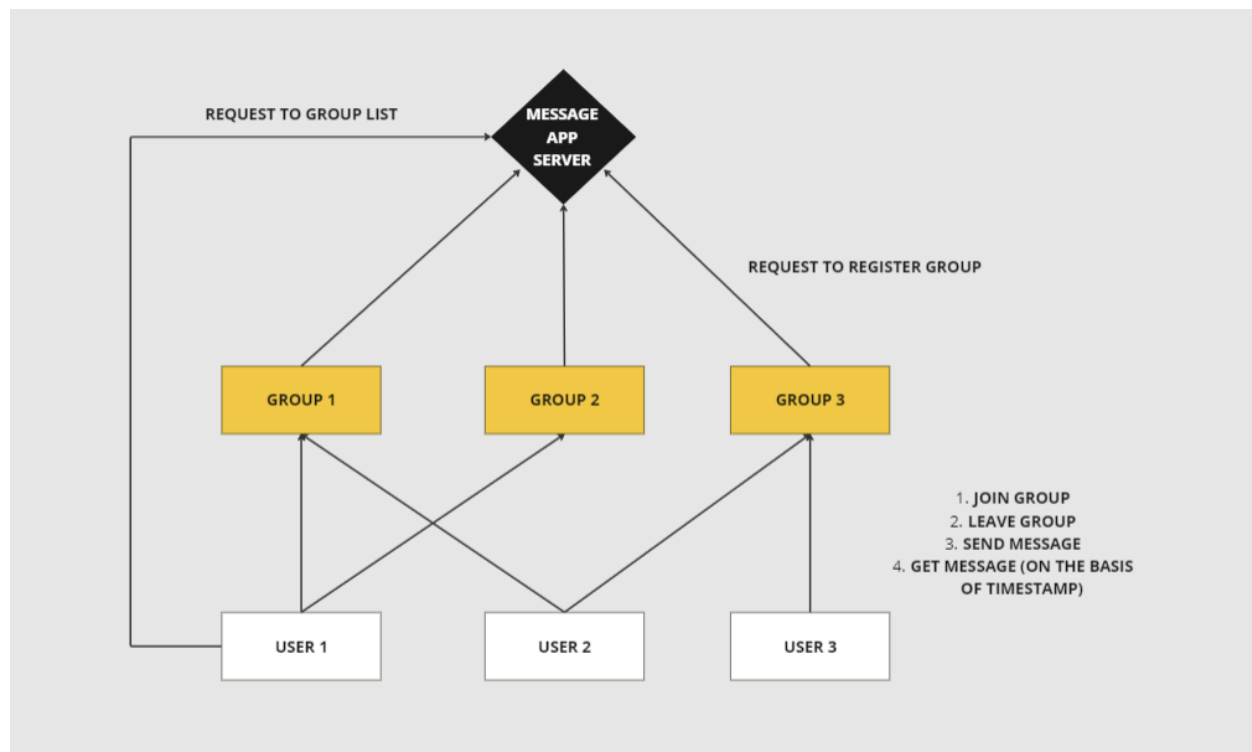 REQUEST TO GROUP LIST
MESSAGE
APP
SERVER
REQUEST TO REGISTER GROUP
GROUP 1
GROUP 2
GROUP 3
1. JOIN GROUP
2. LEAVE GROUP
3. SEND MESSAGE
4. GET MESSAGE (ON THE BASIS
OF TIMESTAMP)
USER 1
USER 2
USER 3